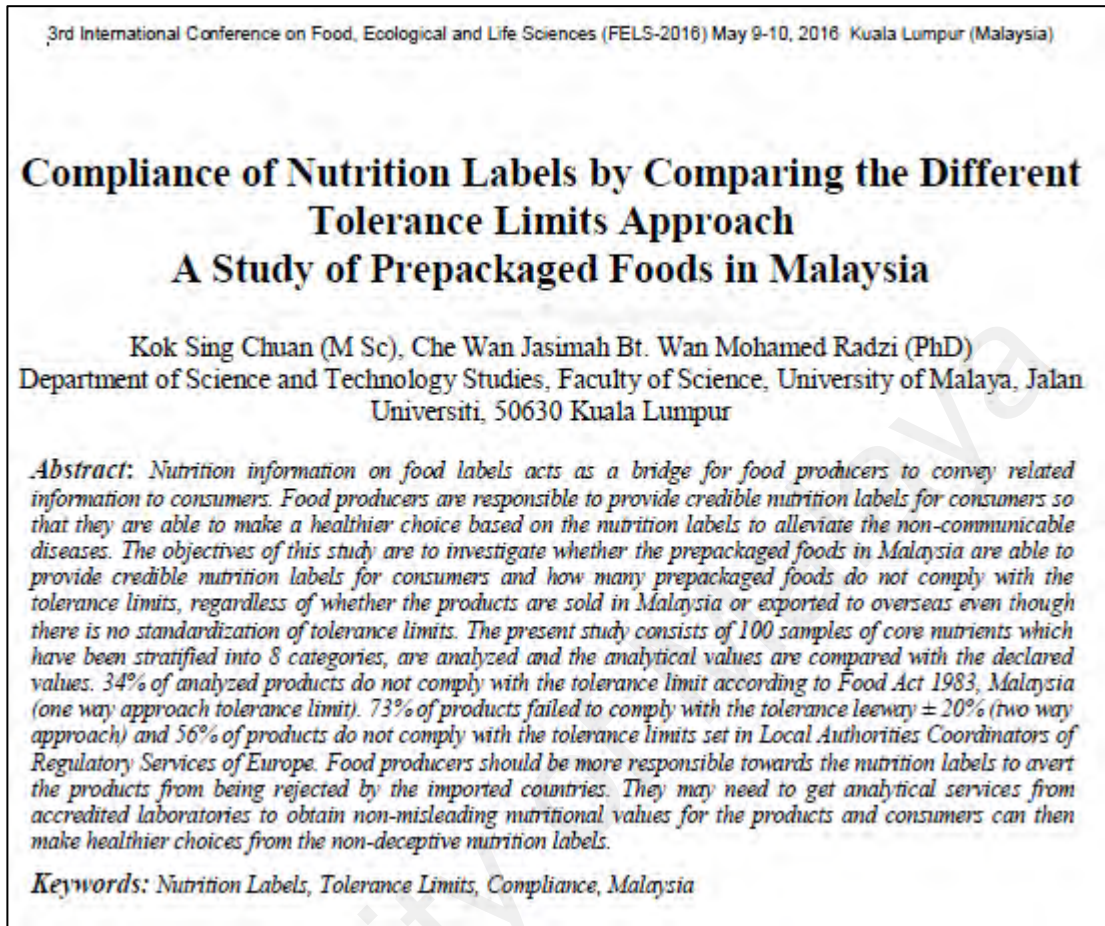 3rd International Conference on Food, Ecological and Life Sciences (FELS-2016) May 9-10, 2016 Kuala Lumpur (Malaysia)
Compliance of Nutrition Labels by Comparing the Different
Tolerance Limits Approach
A Study of Prepackaged Foods in Malaysia
Kok Sing Chuan (M Sc), Che Wan Jasimah Bt. Wan Mohamed Radzi (PhD)
Department of Science and Technology Studies, Faculty of Science, University of Malaya, Jalan
Universiti, 50630 Kuala Lumpur
Abstract: Nutrition information on food labels acts as a bridge for food producers to convey related
information to consumers. Food producers are responsible to provide credible nutrition labels for consumers so
that they are able to make a healthier choice based on the nutrition labels to alleviate the non-communicable
diseases. The objectives of this study are to investigate whether the prepackaged foods in Malaysia are able to
provide credible nutrition labels for consumers and how many prepackaged foods do not comply with the
tolerance limits, regardless of whether the products are sold in Malaysia or exported to overseas even though
there is no standardization of tolerance limits. The present study consists of 100 samples of core nutrients which
have been stratified into 8 categories, are analyzed and the analytical values are compared with the declared
values. 34% of analyzed products do not comply with the tolerance limit according to Food Act 1983, Malaysia
(one way approach tolerance limit). 73% of products failed to comply with the tolerance leeway ± 20% (two way
approach) and 56% of products do not comply with the tolerance limits set in Local Authorities Coordinators of
Regulatory Services of Europe. Food producers should be more responsible towards the nutrition labels to avert
the products from being rejected by the imported countries. They may need to get analytical services from
accredited laboratories to obtain non-misleading nutritional values for the products and consumers can then
make healthier choices from the non-deceptive nutrition labels.
Keywords: Nutrition Labels, Tolerance Limits, Compliance, Malaysia
ity of Malaya